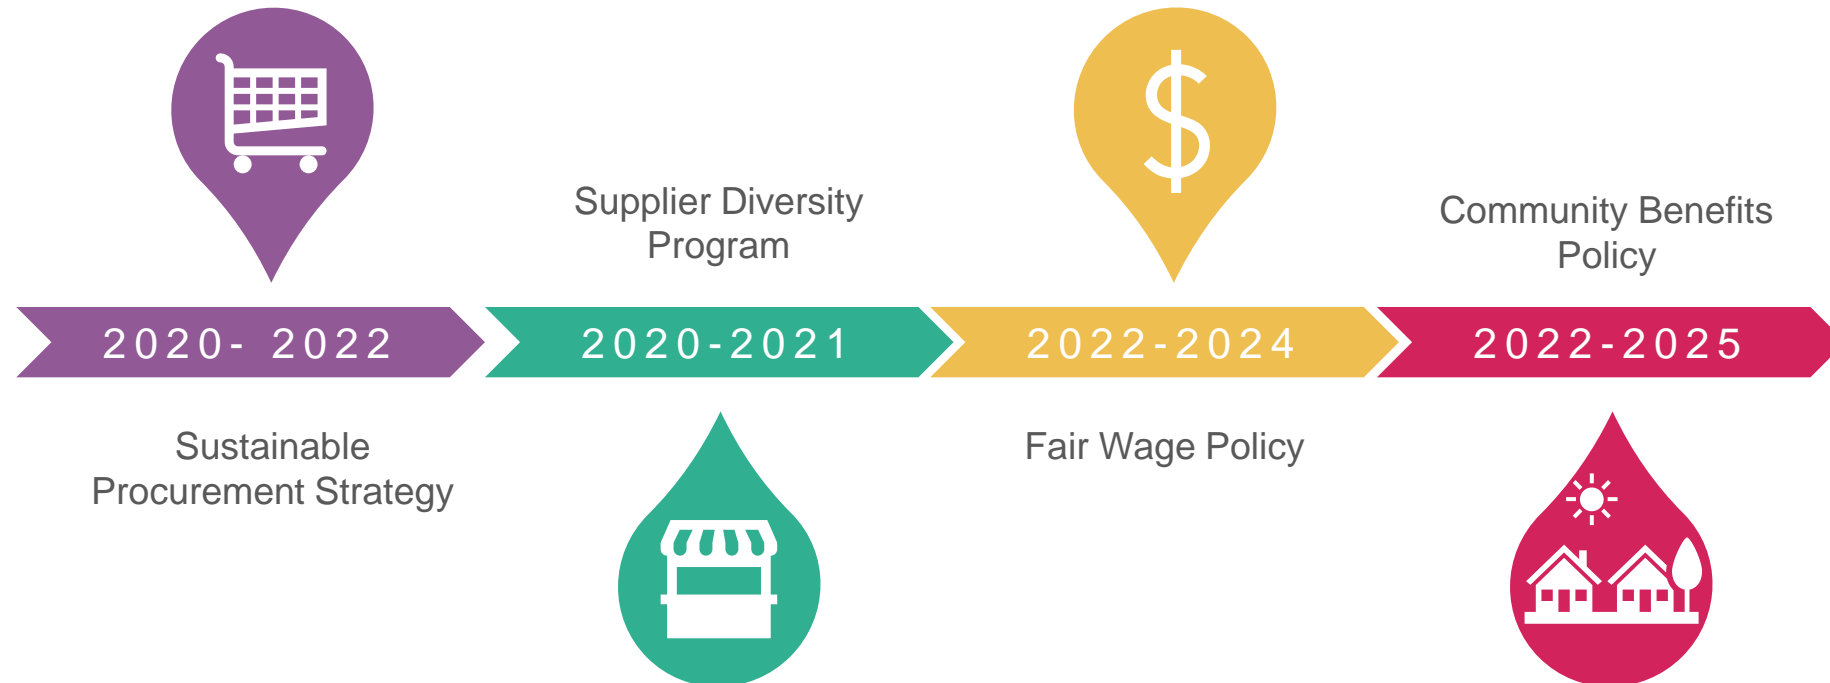 Supplier Diversity
Program
Community Benefits
Policy
2020- 2022
2020-2021
2022-2024
2022-2025
Sustainable
Procurement Strategy
Fair Wage Policy